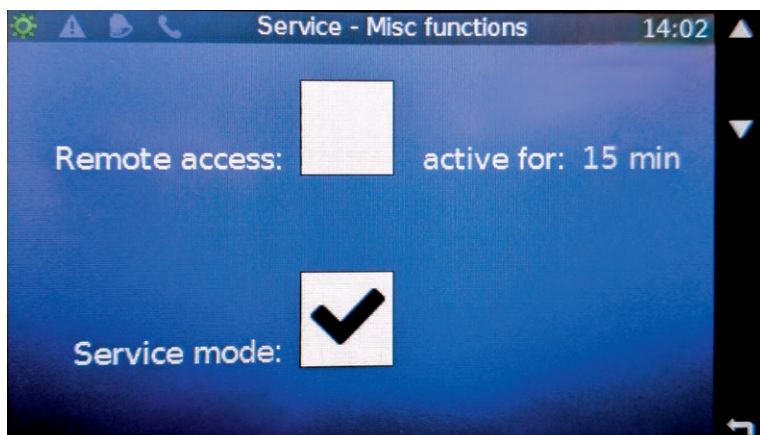 Service - Misc functions 14:02
Remote access: active for: 15 min
Service mode: